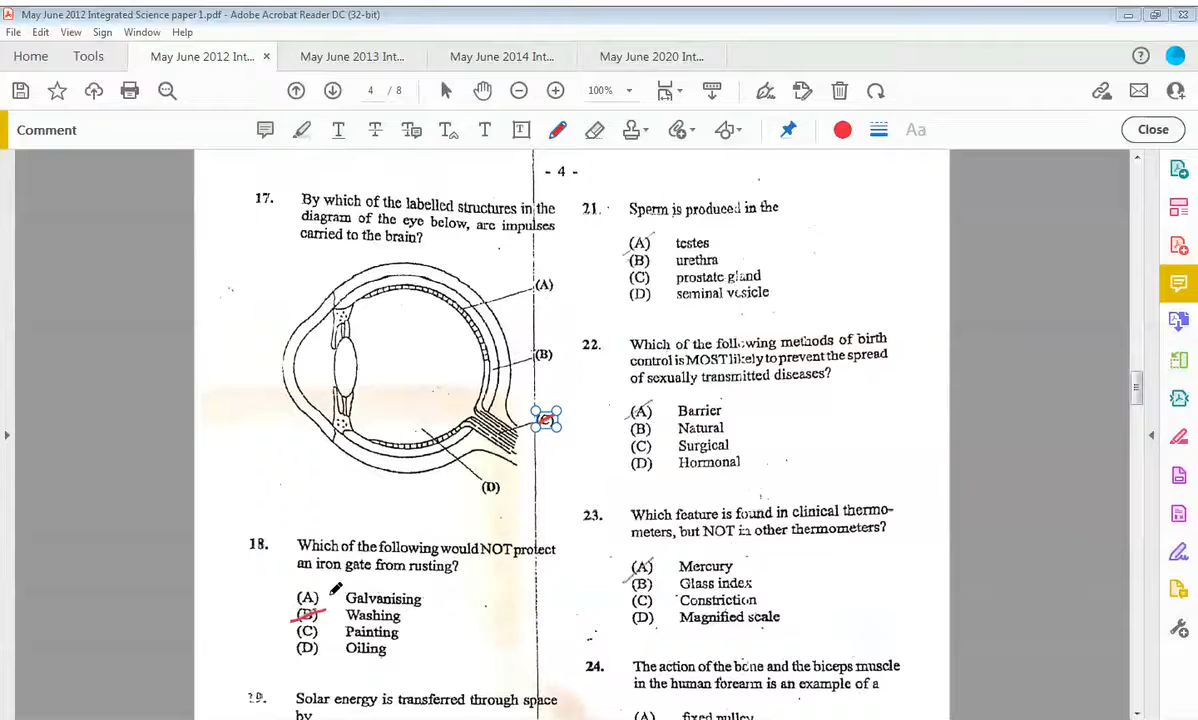 May June 2012 Integrated Science paper 1.pdf - Adobe Acrobat Reader DC (32-bit)
File Edit View Sign Window Help
Home Tools May June 2012 Int... × May June 2013 Int... May June 2014 Int... May June 2020 Int...
4 / 8 100%
Comment Aa Close
- 4 -
17. By which of the labelled structures in the
diagram of the eye below, are impulses
carried to the brain?
(A)
(B)
(C)
(D)
18. Which of the following would NOT protect
an iron gate from rusting?
(A) Galvanising
(B) Washing
(C) Painting
(D) Oiling
19. Solar energy is transferred through space
by
21. Sperm is produced in the
(A) testes
(B) urethra
(C) prostate gland
(D) seminal vesicle
22. Which of the following methods of birth
control is MOST likely to prevent the spread
of sexually transmitted diseases?
(A) Barrier
(B) Natural
(C) Surgical
(D) Hormonal
23. Which feature is found in clinical thermo-
meters, but NOT in other thermometers?
(A) Mercury
(B) Glass index
(C) Constriction
(D) Magnified scale
24. The action of the bone and the biceps muscle
in the human forearm is an example of a
(A) fixed pulley